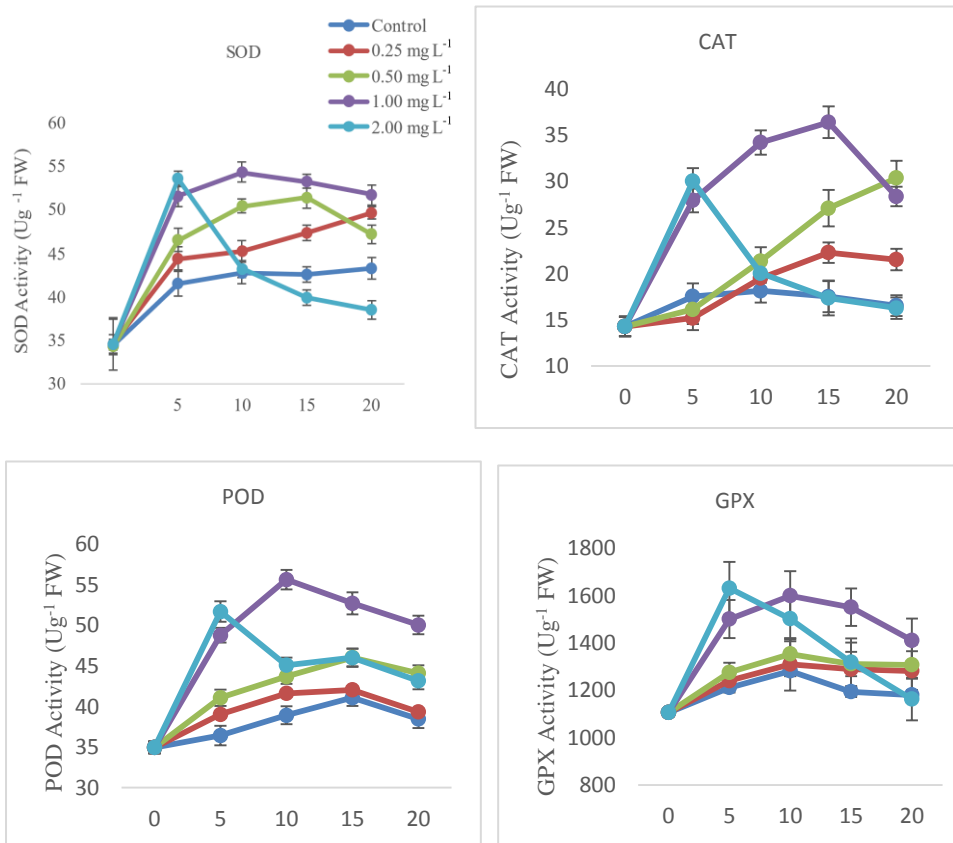 SOD
Control
0.25 mg L⁻¹
0.50 mg L⁻¹
1.00 mg L⁻¹
2.00 mg L⁻¹
SOD Activity (Ug ⁻¹ FW)
60
55
50
45
40
35
30
5 10 15 20
CAT
CAT Activity (Ug⁻¹ FW)
40
35
30
25
20
15
10
0 5 10 15 20
POD
POD Activity (Ug⁻¹ FW)
60
55
50
45
40
35
30
0 5 10 15 20
GPX
GPX Activity (Ug⁻¹ FW)
1800
1600
1400
1200
1000
800
0 5 10 15 20